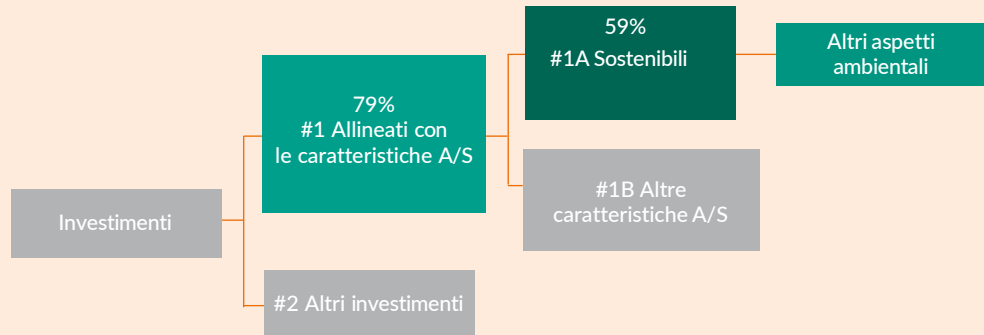 Investimenti
79%
#1 Allineati con
le caratteristiche A/S
#2 Altri investimenti
59%
#1A Sostenibili
#1B Altre
caratteristiche A/S
Altri aspetti
ambientali